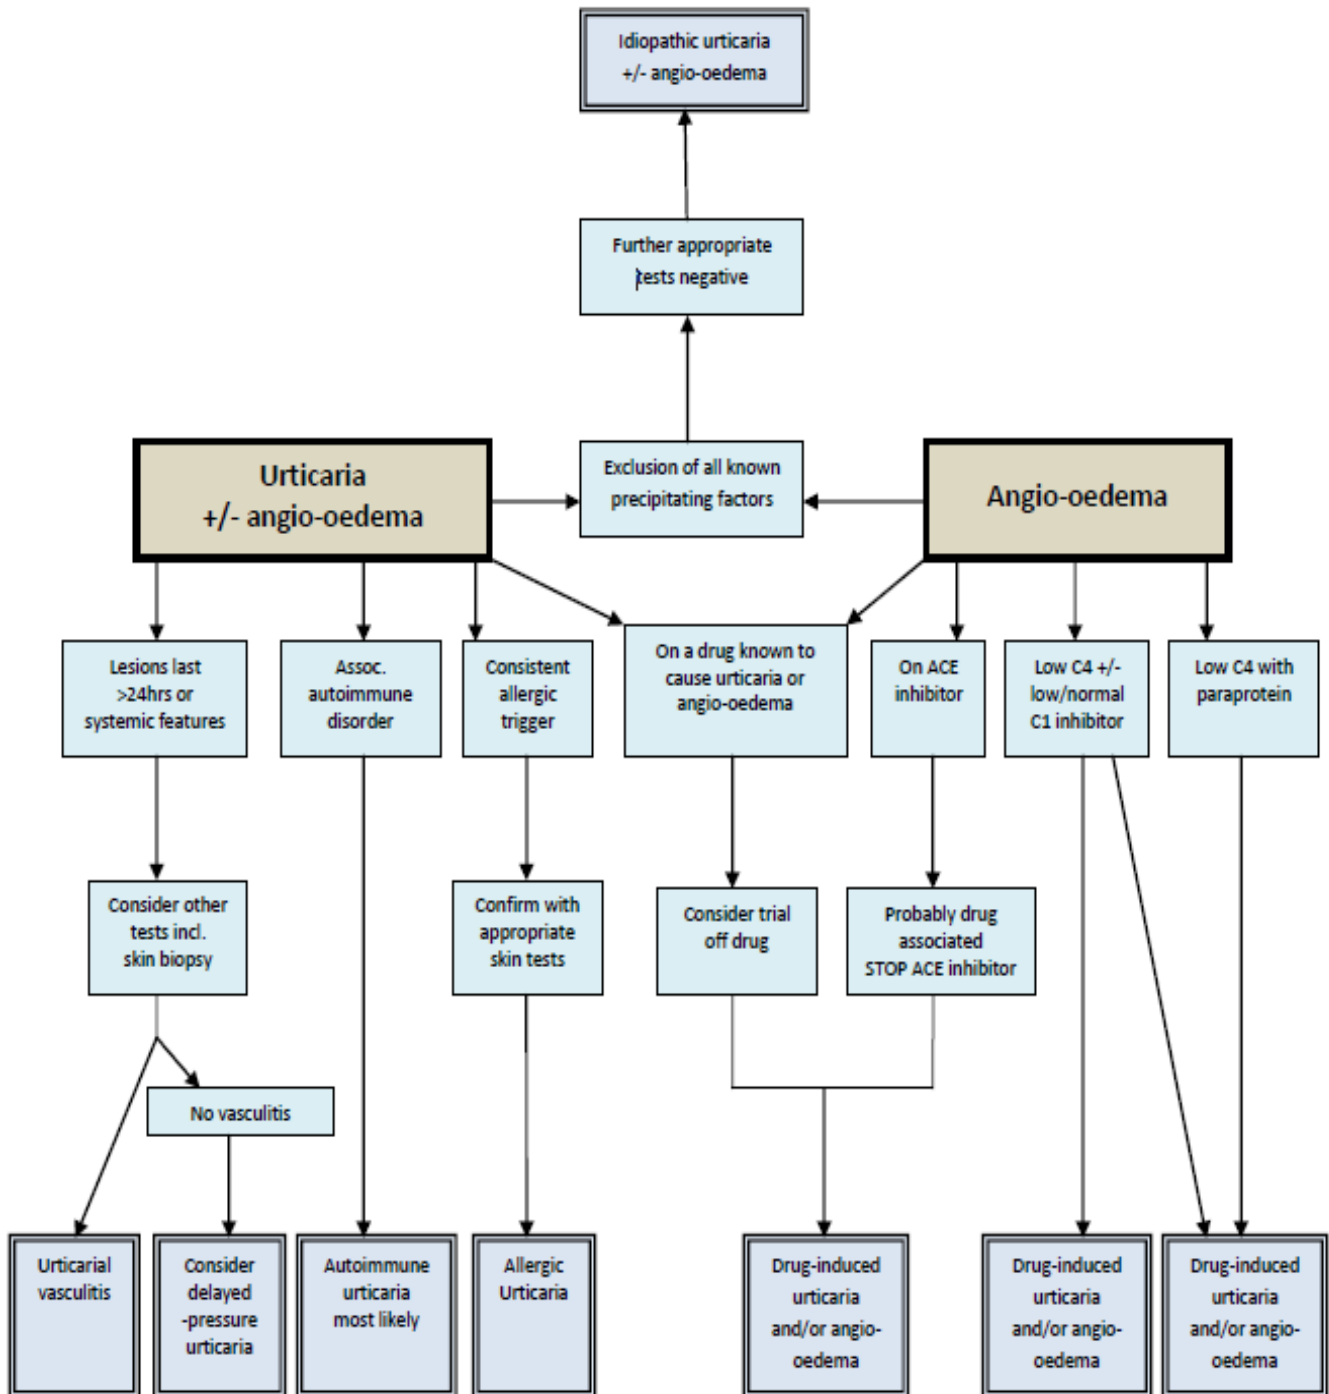 Idiopathic urticaria
+/- angio-oedema
Further appropriate
tests negative
Urticaria
+/- angio-oedema
Exclusion of all known
precipitating factors
Angio-oedema
Lesions last
>24hrs or
systemic features
Assoc.
autoimmune
disorder
Consistent
allergic
trigger
On a drug known to
cause urticaria or
angio-oedema
On ACE
inhibitor
Low C4 +/-
low/normal
C1 inhibitor
Low C4 with
paraprotein
Consider other
tests incl.
skin biopsy
Confirm with
appropriate
skin tests
Consider trial
off drug
Probably drug
associated
STOP ACE inhibitor
No vasculitis
Urticarial
vasculitis
Consider
delayed
-pressure
urticaria
Autoimmune
urticaria
most likely
Allergic
Urticaria
Drug-induced
urticaria
and/or angio-
oedema
Drug-induced
urticaria
and/or angio-
oedema
Drug-induced
urticaria
and/or angio-
oedema